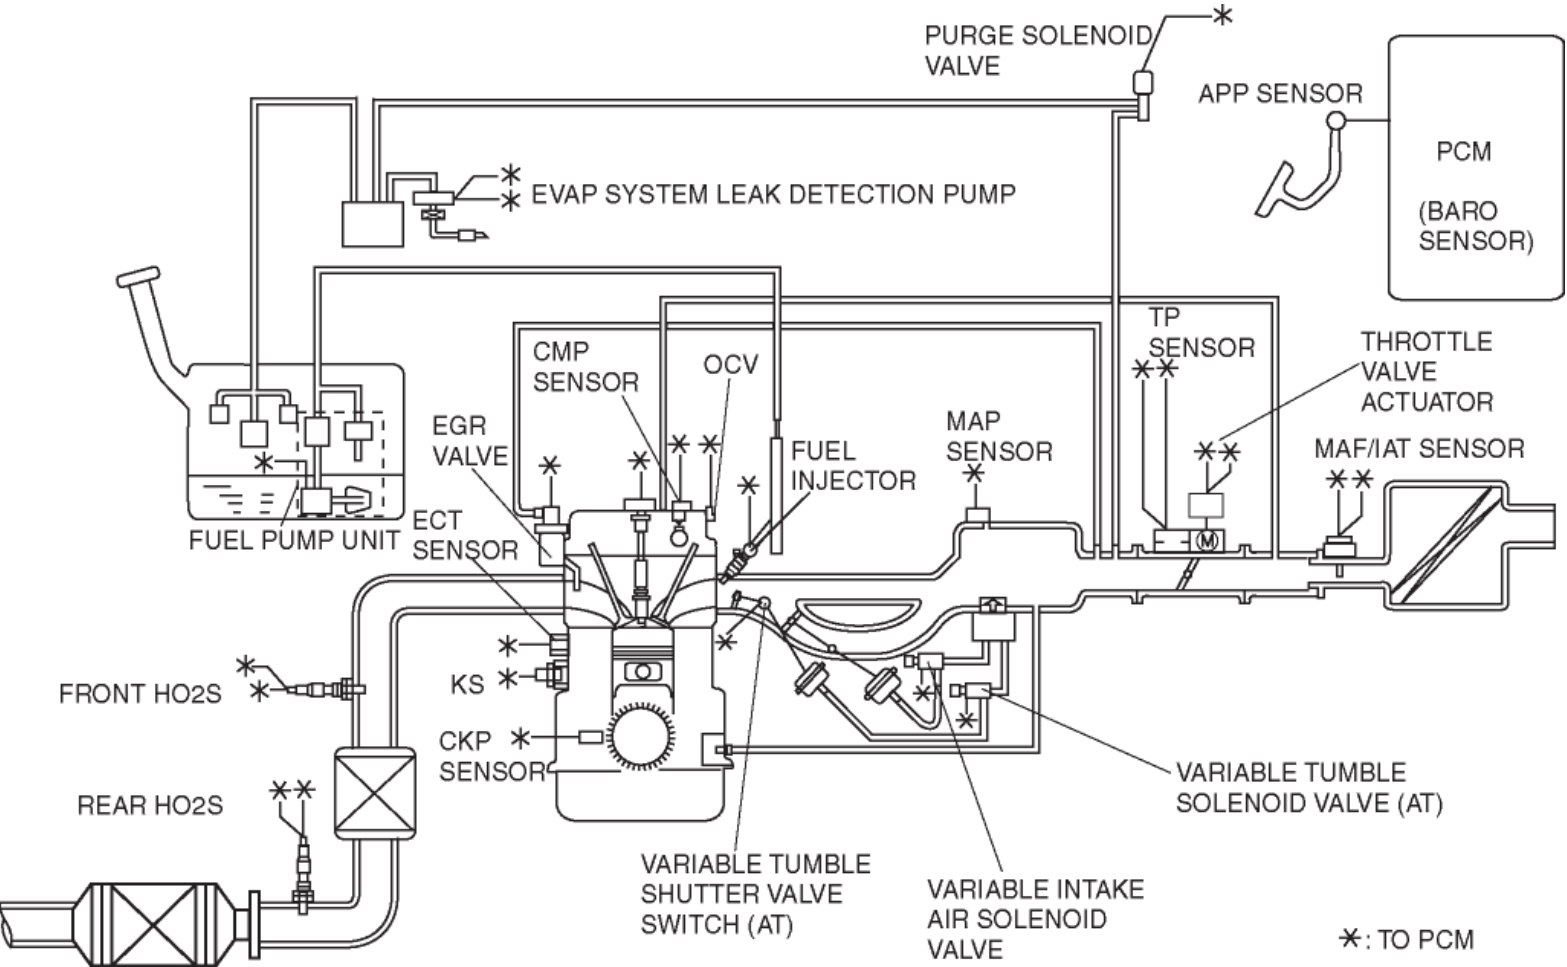 PURGE SOLENOID
VALVE
APP SENSOR
PCM
(BARO
SENSOR)
EVAP SYSTEM LEAK DETECTION PUMP
TP
SENSOR
THROTTLE
VALVE
ACTUATOR
CMP
SENSOR
OCV
EGR
VALVE
MAP
SENSOR
FUEL
INJECTOR
MAF/IAT SENSOR
FUEL PUMP UNIT
ECT
SENSOR
M
KS
FRONT HO2S
CKP
SENSOR
REAR HO2S
VARIABLE TUMBLE
SOLENOID VALVE (AT)
VARIABLE TUMBLE
SHUTTER VALVE
SWITCH (AT)
VARIABLE INTAKE
AIR SOLENOID
VALVE
*: TO PCM